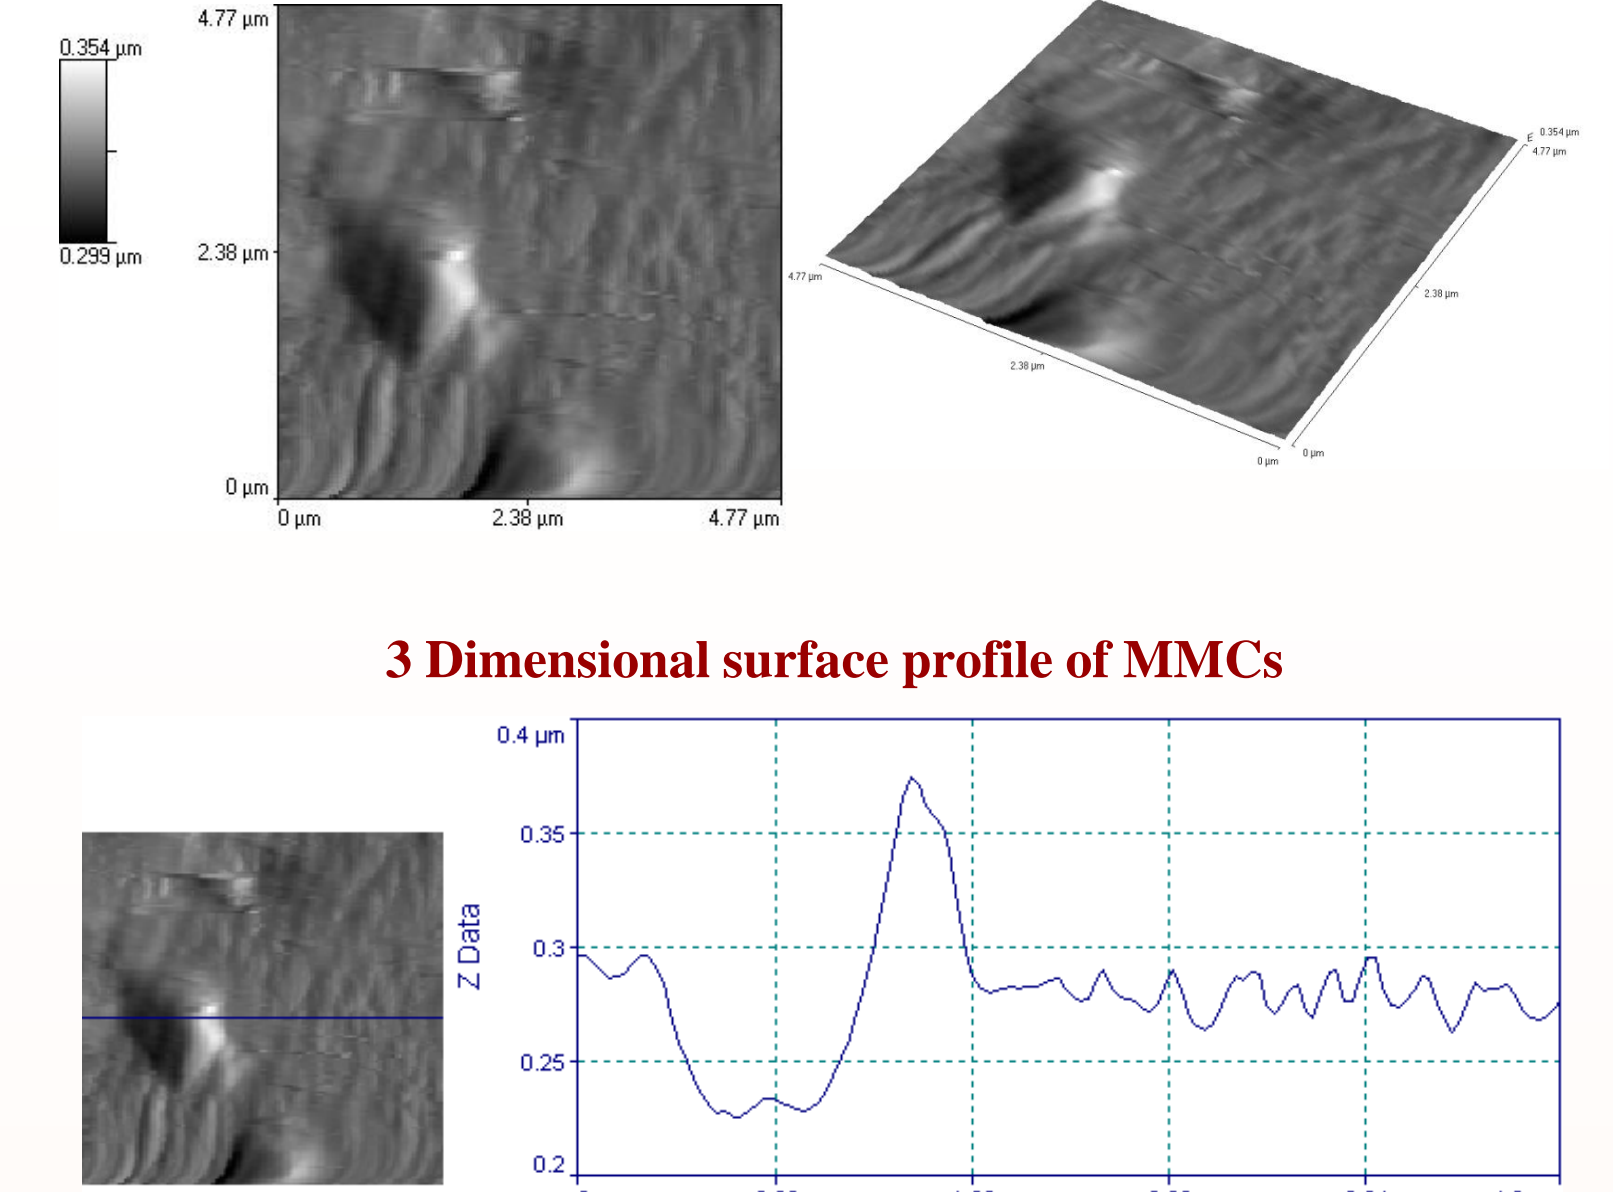 4.77 µm
0.354 µm
0.299 µm
2.38 µm
0 µm
0 µm
2.38 µm
4.77 µm
E
0.354 µm
4.77 µm
4.77 µm
2.38 µm
2.38 µm
0 µm
0 µm
3 Dimensional surface profile of MMCs
0.4 µm
0.35
Z Data
0.3
0.25
0.2